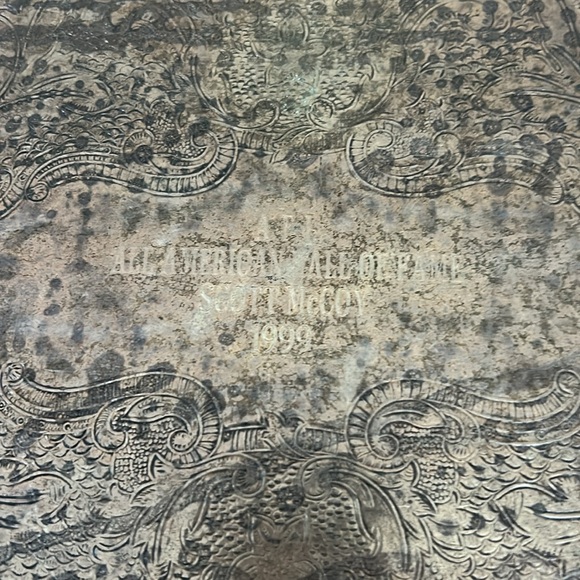 ALL AMERICAN HALL OF FAME
SCOTT McCOY
1999